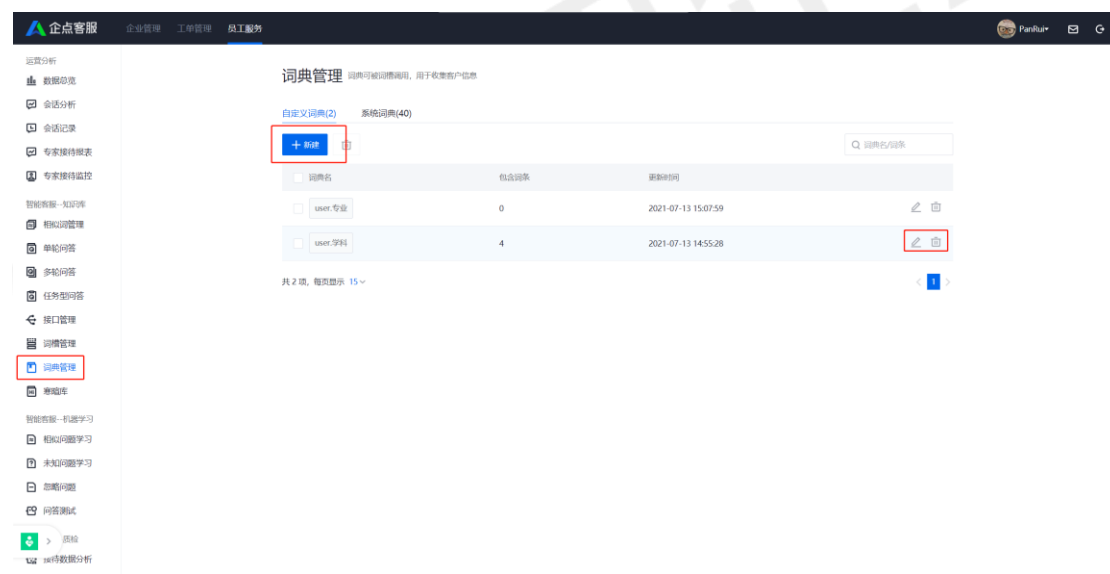 企点客服 企业管理 工单管理 员工服务 PanRui
运营分析
数据总览
会话分析
会话记录
专家接待报表
专家接待监控
智能客服--知识库
相似词管理
单轮问答
多轮问答
任务型问答
接口管理
词槽管理
词典管理
寒暄库
智能客服--机器学习
相似问题学习
未知问题学习
忽略问题
问答测试
质检
接待数据分析
词典管理 词典可被词槽调用，用于收集客户信息
自定义词典(2) 系统词典(40)
新建 词典名/词条
词典名 包含词条 更新时间
user.专业 0 2021-07-13 15:07:59
user.学科 4 2021-07-13 14:55:28
共 2 项，每页显示 15 1